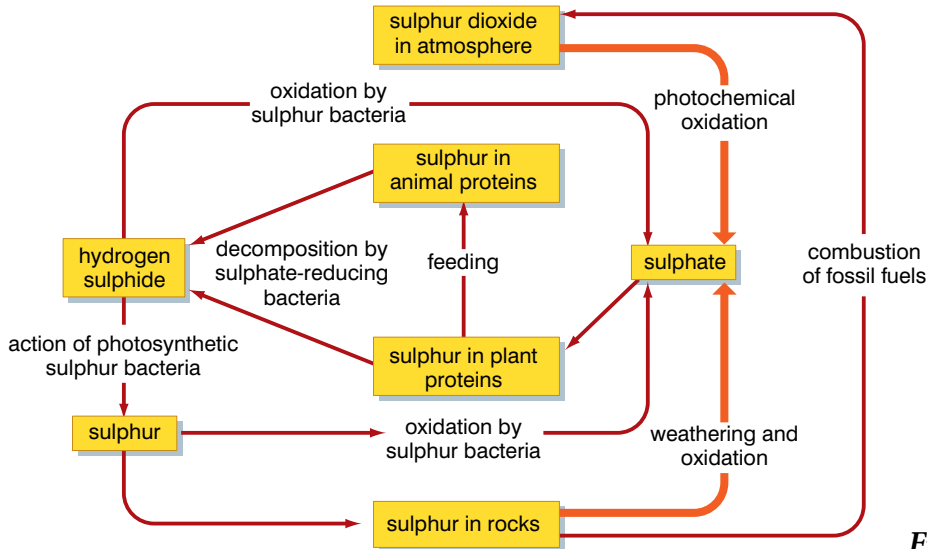 sulphur dioxide
in atmosphere
oxidation by
sulphur bacteria
photochemical
oxidation
sulphur in
animal proteins
hydrogen
sulphide
decomposition by
sulphate-reducing
bacteria
feeding
sulphate
combustion
of fossil fuels
action of photosynthetic
sulphur bacteria
sulphur in plant
proteins
sulphur
oxidation by
sulphur bacteria
weathering and
oxidation
sulphur in rocks